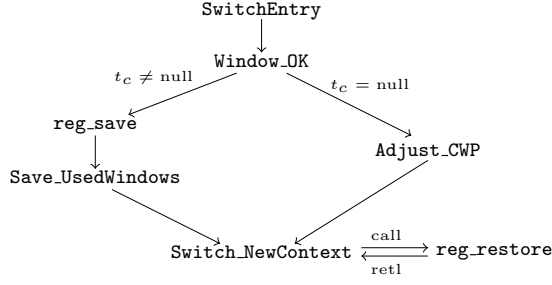 SwitchEntry
Window_OK
t_c ≠ null
t_c = null
reg_save
Adjust_CWP
Save_UsedWindows
call
Switch_NewContext
reg_restore
retl